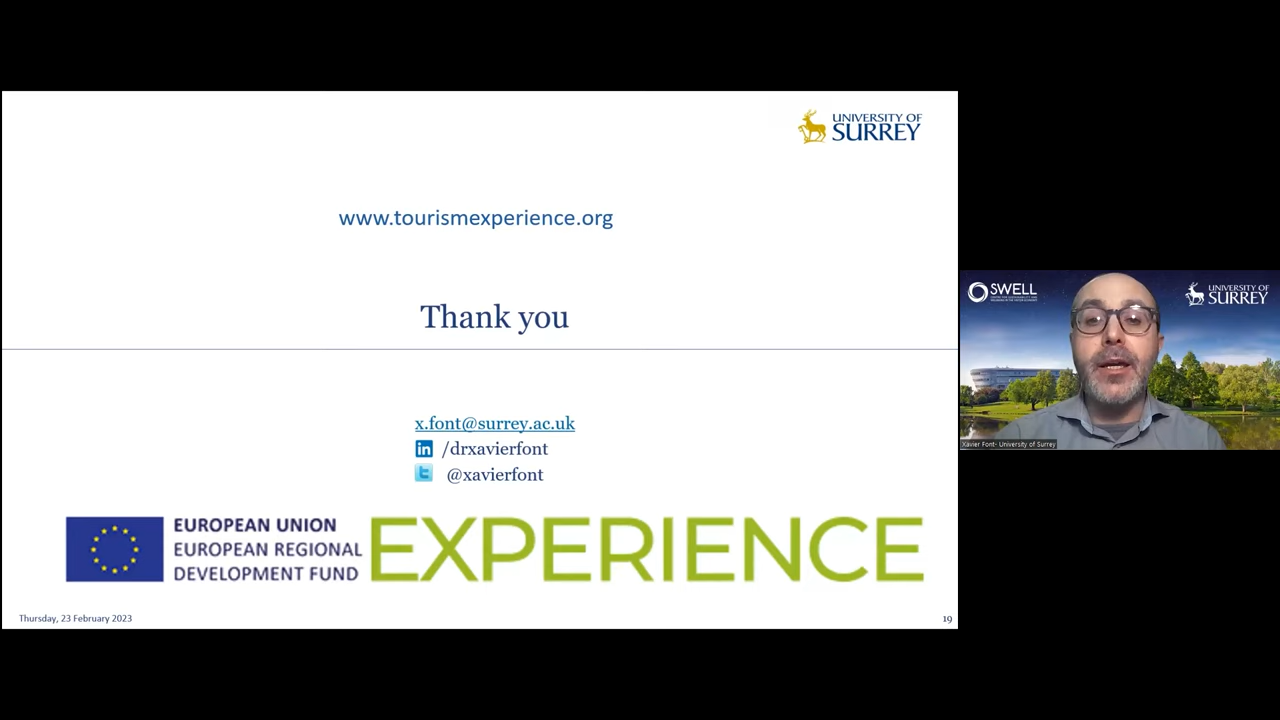 UNIVERSITY OF
SURREY
www.tourismexperience.org
Thank you
x.font@surrey.ac.uk
in /drxavierfont
@xavierfont
EUROPEAN UNION
EUROPEAN REGIONAL
DEVELOPMENT FUND
EXPERIENCE
Thursday, 23 February 2023
19
SWELL
UNIVERSITY OF
SURREY
Xavier Font- University of Surrey